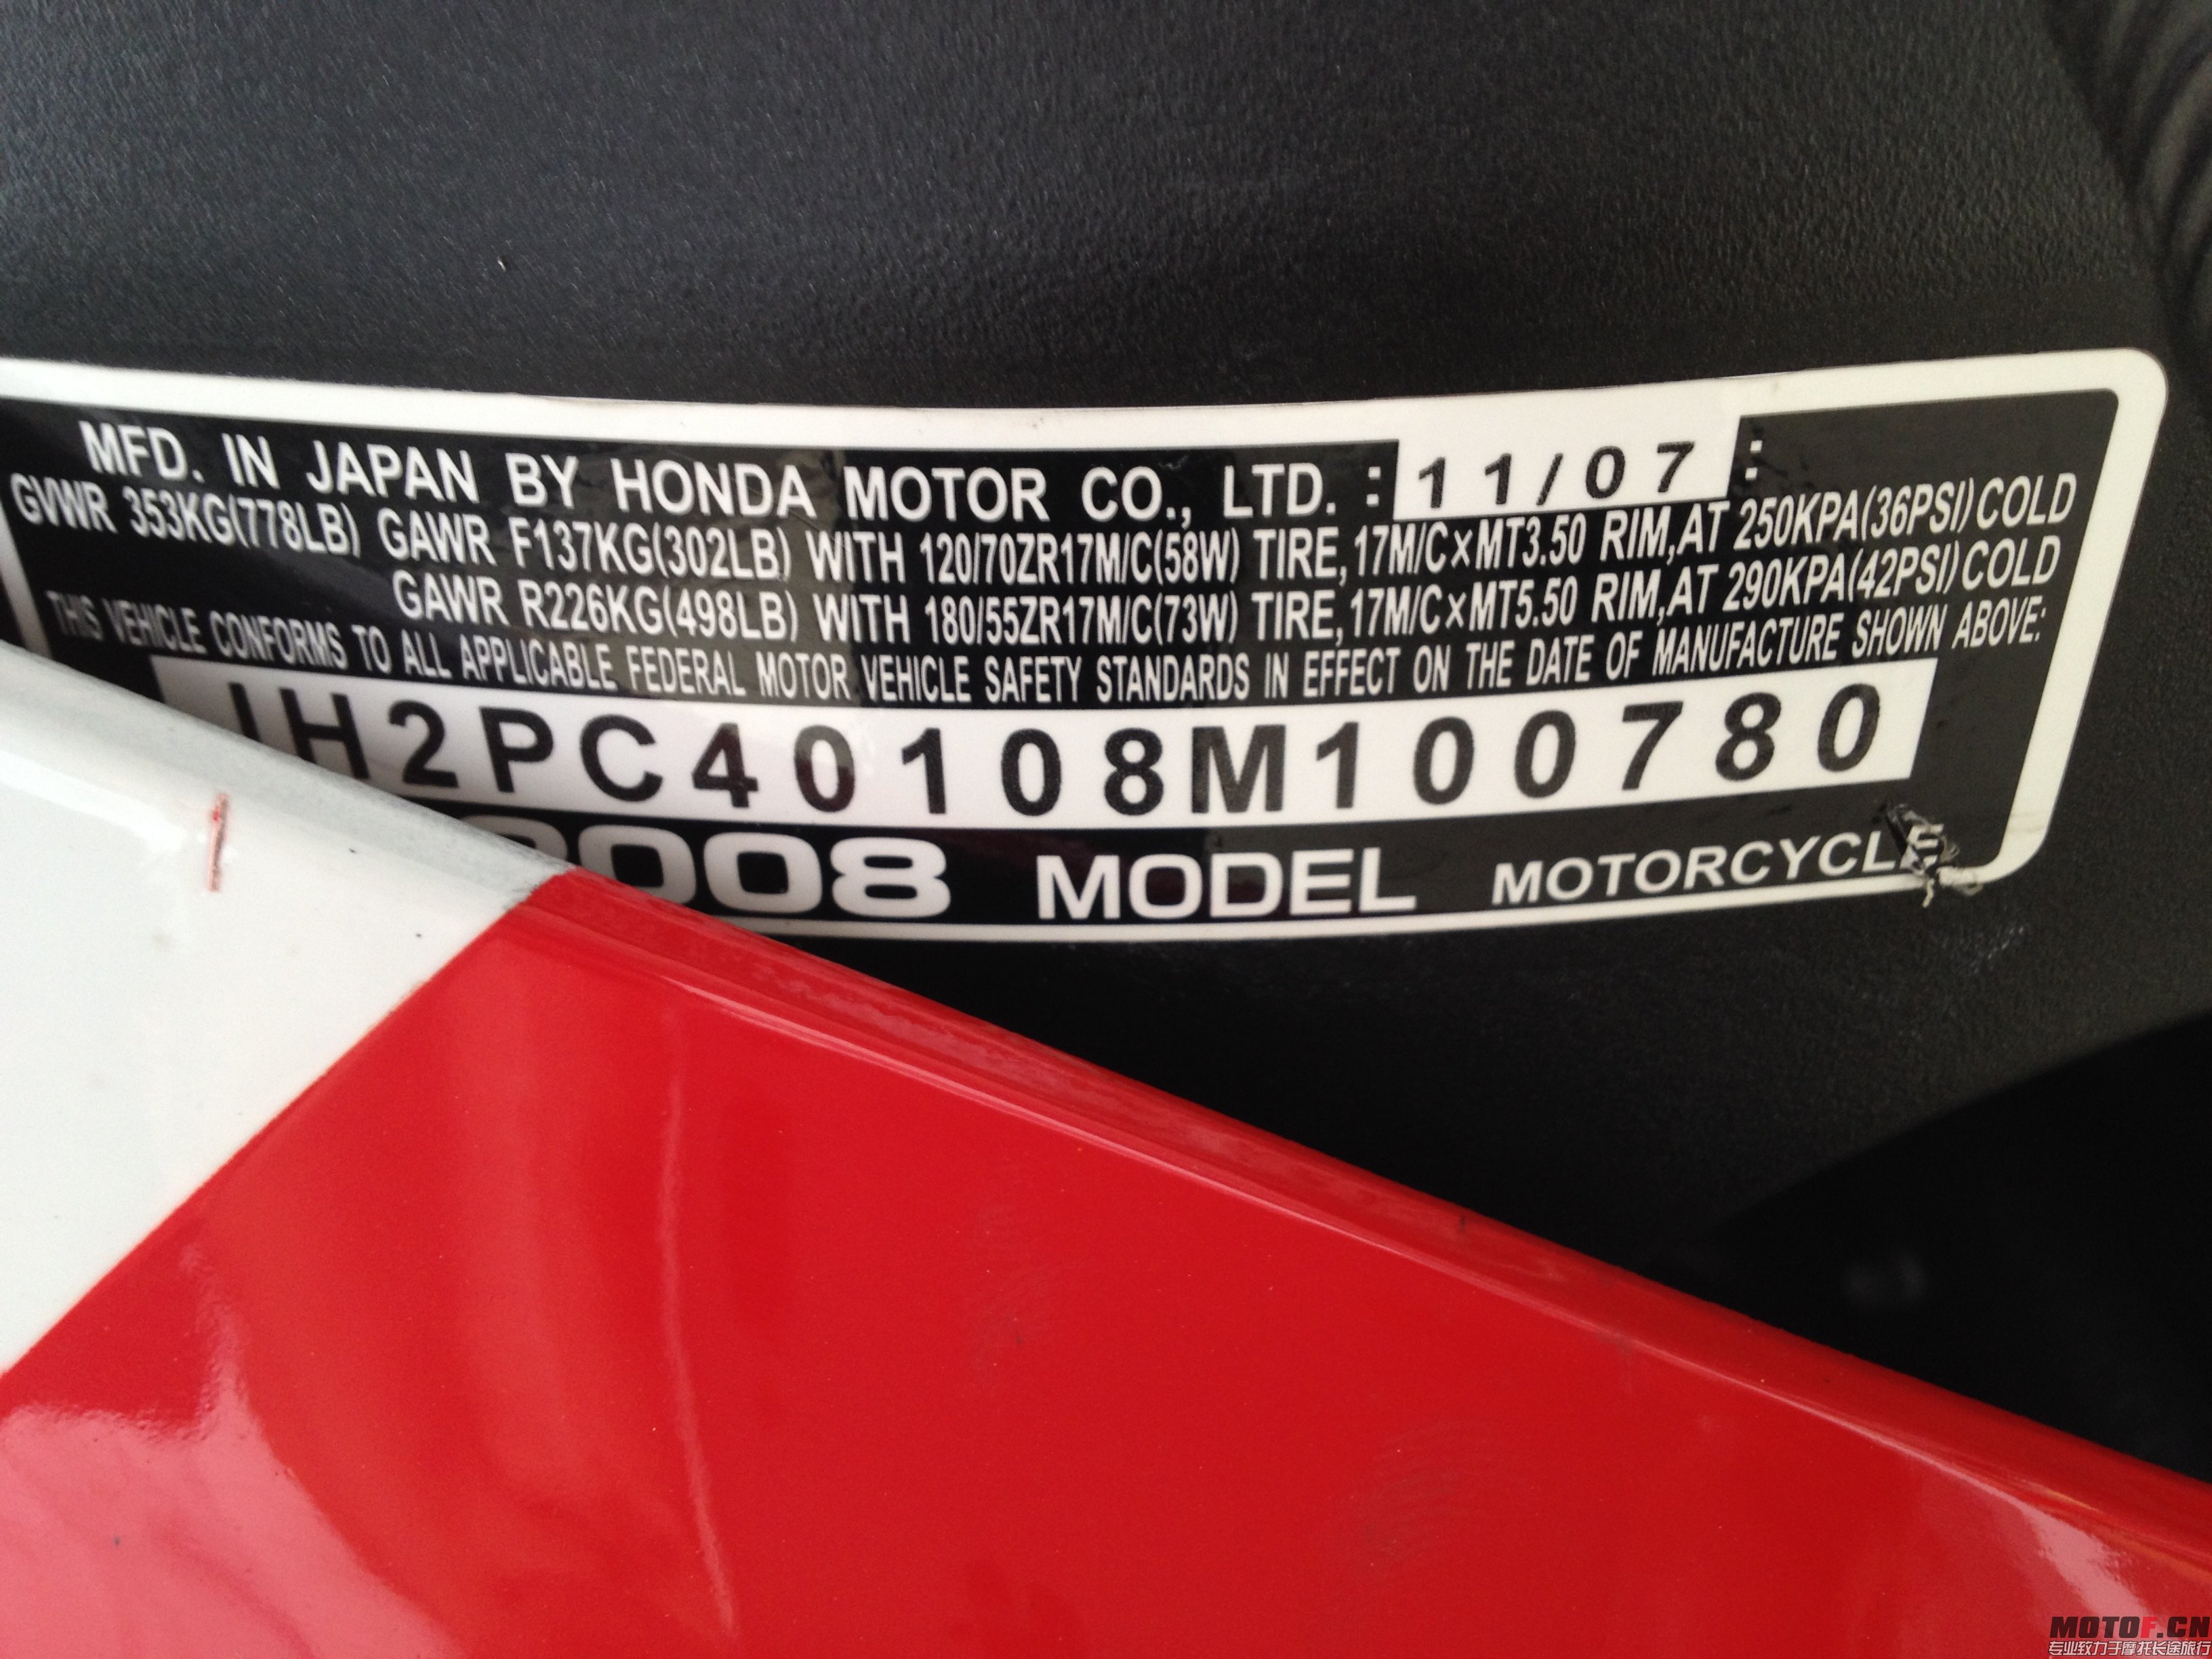 MFD. IN JAPAN BY HONDA MOTOR CO., LTD. : 11/07 :
GVWR 353KG(778LB) GAWR F137KG(302LB) WITH 120/70ZR17M/C(58W) TIRE, 17M/C×MT3.50 RIM, AT 250KPA(36PSI) COLD
GAWR R226KG(498LB) WITH 180/55ZR17M/C(73W) TIRE, 17M/C×MT5.50 RIM, AT 290KPA(42PSI) COLD
THIS VEHICLE CONFORMS TO ALL APPLICABLE FEDERAL MOTOR VEHICLE SAFETY STANDARDS IN EFFECT ON THE DATE OF MANUFACTURE SHOWN ABOVE:
JH2PC40108M100780
2008 MODEL MOTORCYCLE
MOTOF.CN
专业致力于摩托长途旅行